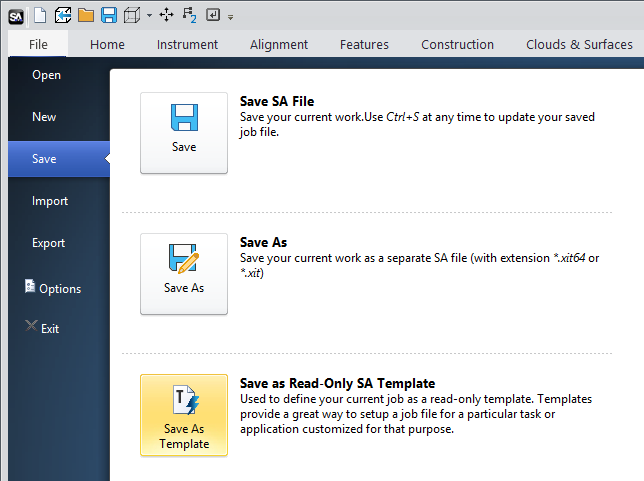 SA
2
File Home Instrument Alignment Features Construction Clouds & Surfaces
Open
New
Save
Import
Export
Options
Exit
Save
Save SA File
Save your current work.Use Ctrl+S at any time to update your saved
job file.
Save As
Save As
Save your current work as a separate SA file (with extension *.xit64 or
*.xit)
T
Save As
Template
Save as Read-Only SA Template
Used to define your current job as a read-only template. Templates
provide a great way to setup a job file for a particular task or
application customized for that purpose.